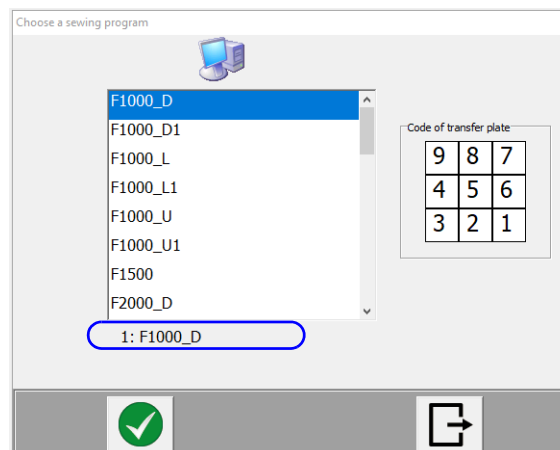 Choose a sewing program
F1000_D
F1000_D1
F1000_L
F1000_L1
F1000_U
F1000_U1
F1500
F2000_D
1: F1000_D
Code of transfer plate
9 8 7
4 5 6
3 2 1